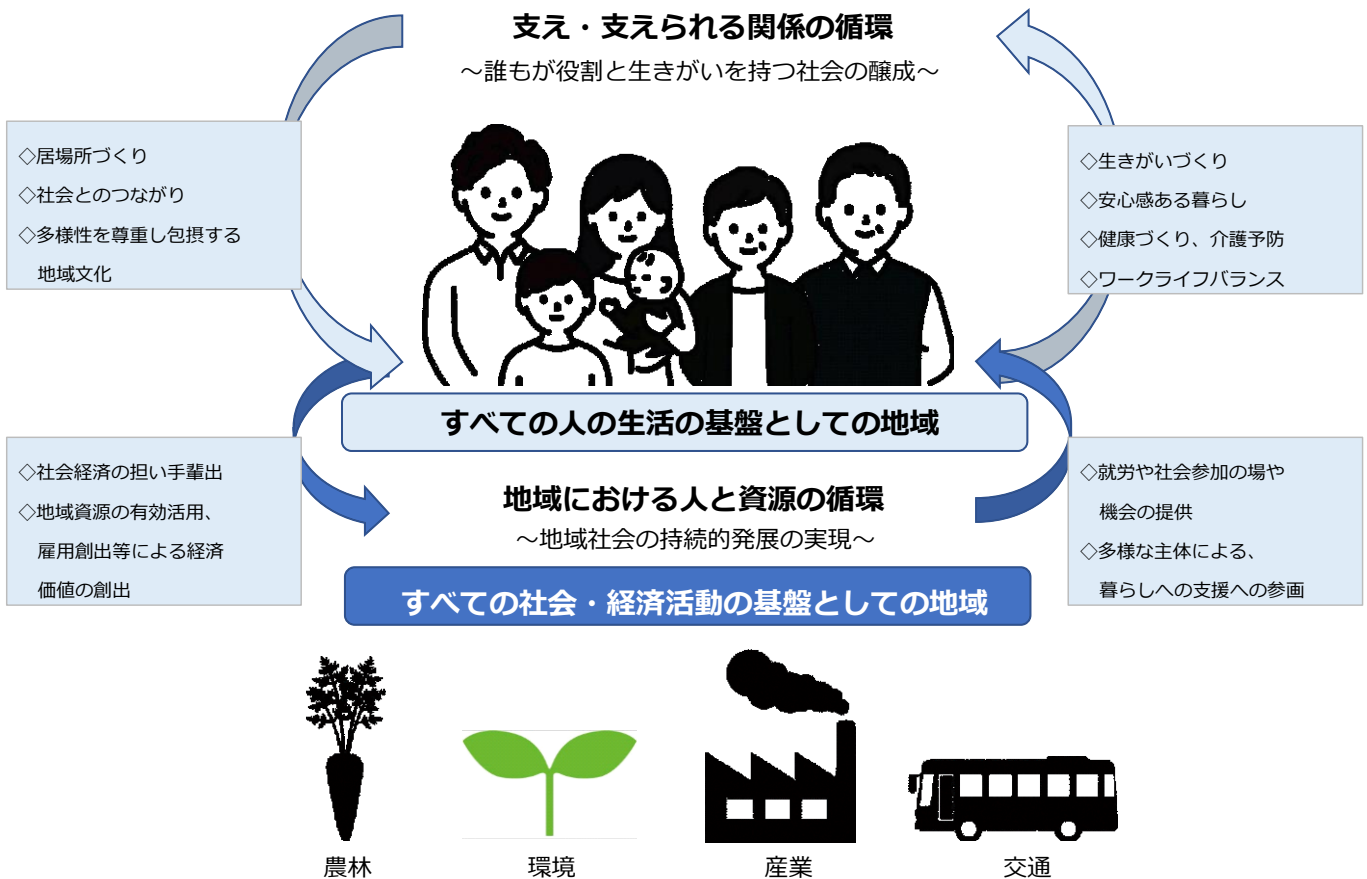 支え・支えられる関係の循環
～誰もが役割と生きがいを持つ社会の醸成～
◇居場所づくり
◇社会とのつながり
◇多様性を尊重し包摂する
地域文化
◇生きがいづくり
◇安心感ある暮らし
◇健康づくり、介護予防
◇ワークライフバランス
すべての人の生活の基盤としての地域
◇社会経済の担い手輩出
◇地域資源の有効活用、
雇用創出等による経済
価値の創出
地域における人と資源の循環
～地域社会の持続的発展の実現～
◇就労や社会参加の場や
機会の提供
◇多様な主体による、
暮らしへの支援への参画
すべての社会・経済活動の基盤としての地域
農林
環境
産業
交通